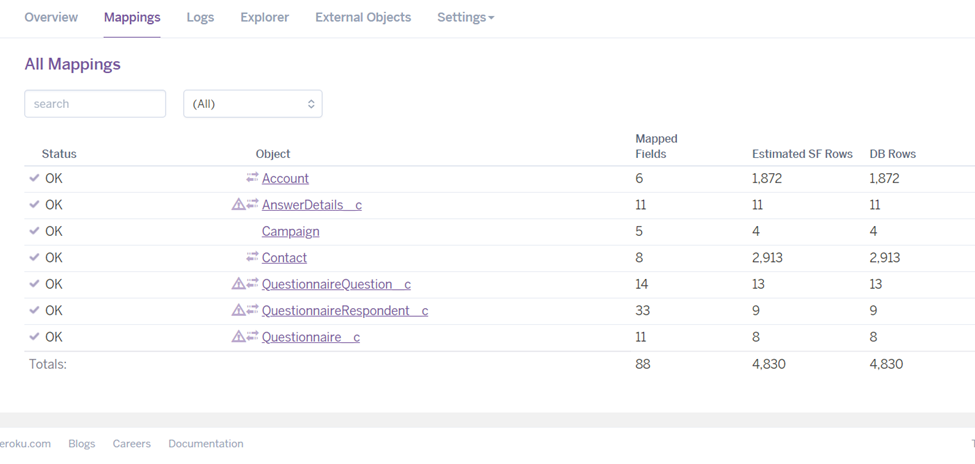 Overview Mappings Logs Explorer External Objects Settings
All Mappings
search (All)
Status Object Mapped Fields Estimated SF Rows DB Rows
OK Account 6 1,872 1,872
OK AnswerDetails__c 11 11 11
OK Campaign 5 4 4
OK Contact 8 2,913 2,913
OK QuestionnaireQuestion__c 14 13 13
OK QuestionnaireRespondent__c 33 9 9
OK Questionnaire__c 11 8 8
Totals: 88 4,830 4,830
eroku.com Blogs Careers Documentation